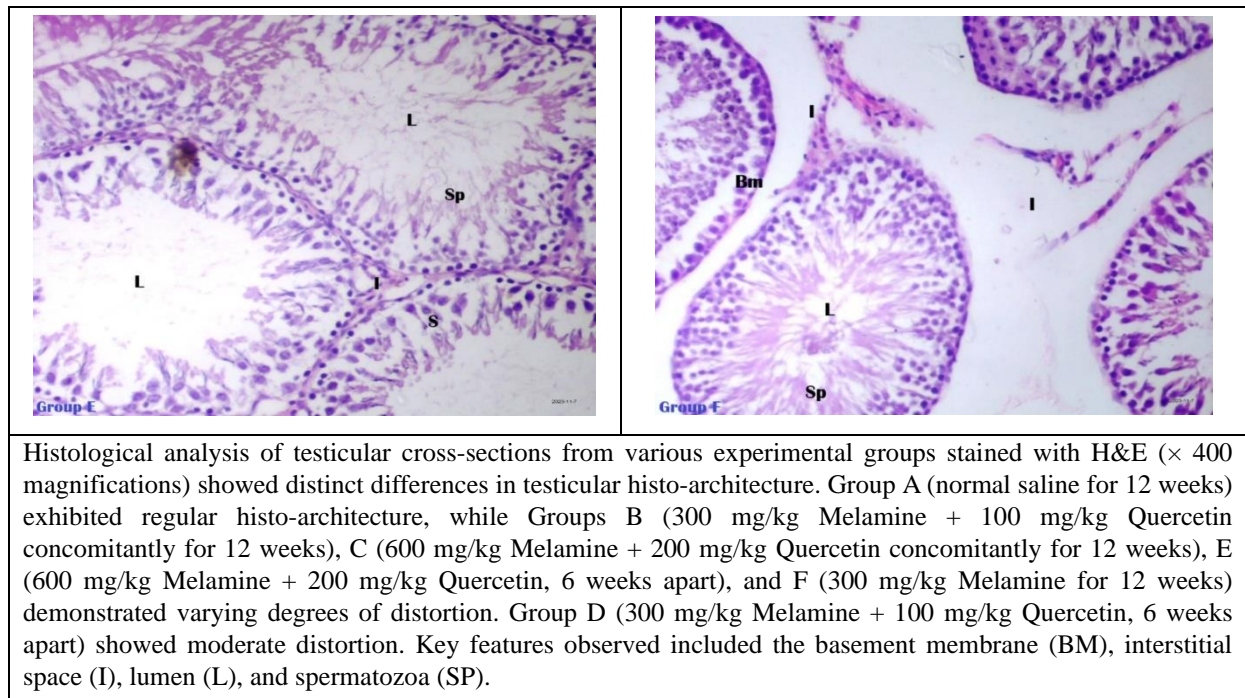 L
Sp
L
I
S
Group E
2023-11-7
I
Bm
I
L
Sp
Group F
2023-11-7
Histological analysis of testicular cross-sections from various experimental groups stained with H&E (× 400
magnifications) showed distinct differences in testicular histo-architecture. Group A (normal saline for 12 weeks)
exhibited regular histo-architecture, while Groups B (300 mg/kg Melamine + 100 mg/kg Quercetin
concomitantly for 12 weeks), C (600 mg/kg Melamine + 200 mg/kg Quercetin concomitantly for 12 weeks), E
(600 mg/kg Melamine + 200 mg/kg Quercetin, 6 weeks apart), and F (300 mg/kg Melamine for 12 weeks)
demonstrated varying degrees of distortion. Group D (300 mg/kg Melamine + 100 mg/kg Quercetin, 6 weeks
apart) showed moderate distortion. Key features observed included the basement membrane (BM), interstitial
space (I), lumen (L), and spermatozoa (SP).